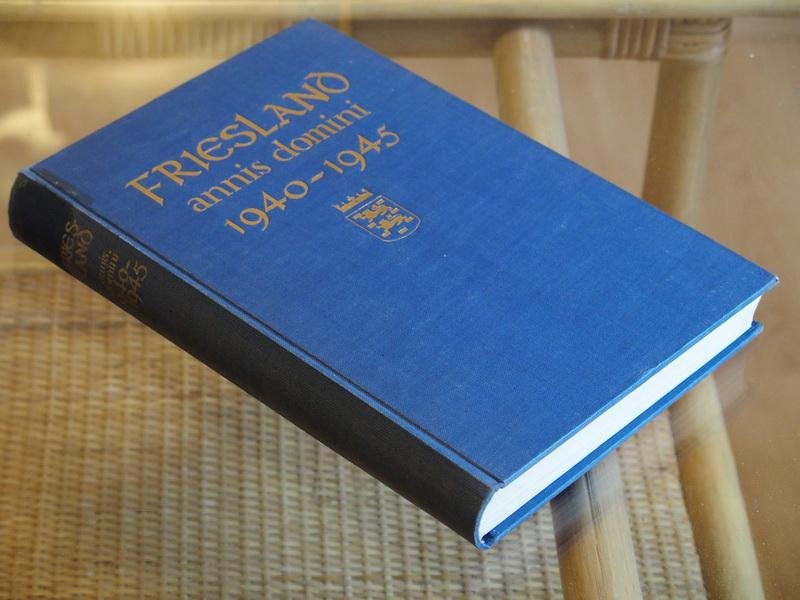 FRIESLAND
annis domini
1940-1945
FRIES-
LAND
annis
domini
1940-
1945